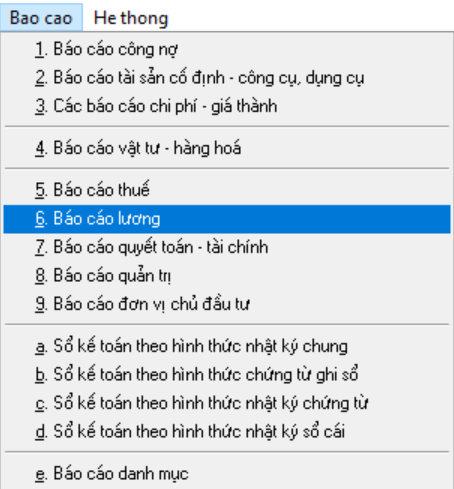 Bao cao He thong
1. Báo cáo công nợ
2. Báo cáo tài sản cố định - công cụ, dụng cụ
3. Các báo cáo chi phí - giá thành
4. Báo cáo vật tư - hàng hoá
5. Báo cáo thuế
6. Báo cáo lương
7. Báo cáo quyết toán - tài chính
8. Báo cáo quản trị
9. Báo cáo đơn vị chủ đầu tư
a. Sổ kế toán theo hình thức nhật ký chung
b. Sổ kế toán theo hình thức chứng từ ghi sổ
c. Sổ kế toán theo hình thức nhật ký chứng từ
d. Sổ kế toán theo hình thức nhật ký sổ cái
e. Báo cáo danh mục